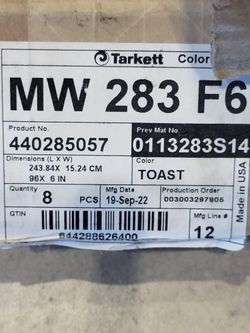 Tarkett Color
MW 283 F6
Product No.
440285057
Prev Mat No.
0113283S14
Dimensions (L X W)
243.84X 15.24 CM
96X 6 IN
Color
TOAST
Made in USA
Quantity
8 PCS
Mfg Date
19-Sep-22
Production Order
003003297905
GTIN
Mfg Line #
12
644288626400